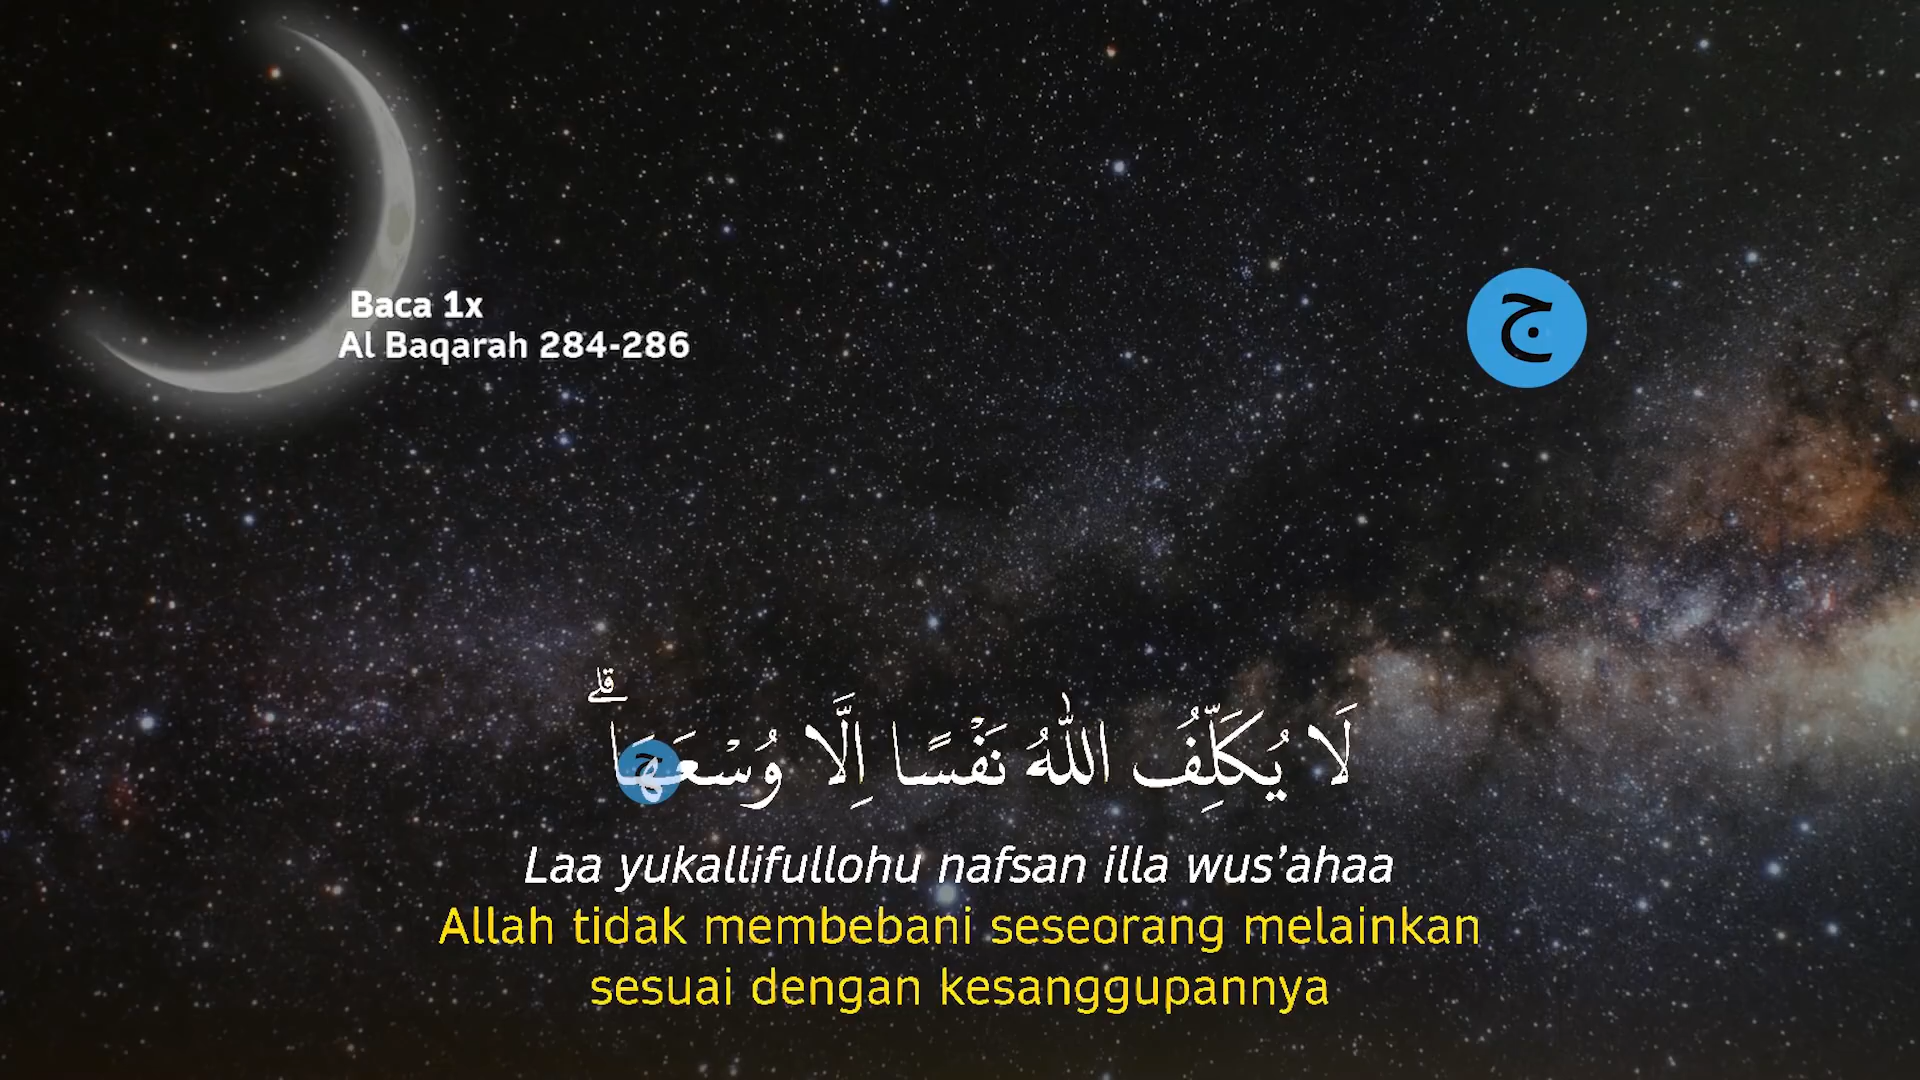 Baca 1x
Al Baqarah 284-286
ج
لَا يُكَلِّفُ اللّٰهُ نَفْسًا اِلَّا وُسْعَهَا ۗ
ج
Laa yukallifullohu nafsan illa wus’ahaa
Allah tidak membebani seseorang melainkan
sesuai dengan kesanggupannya